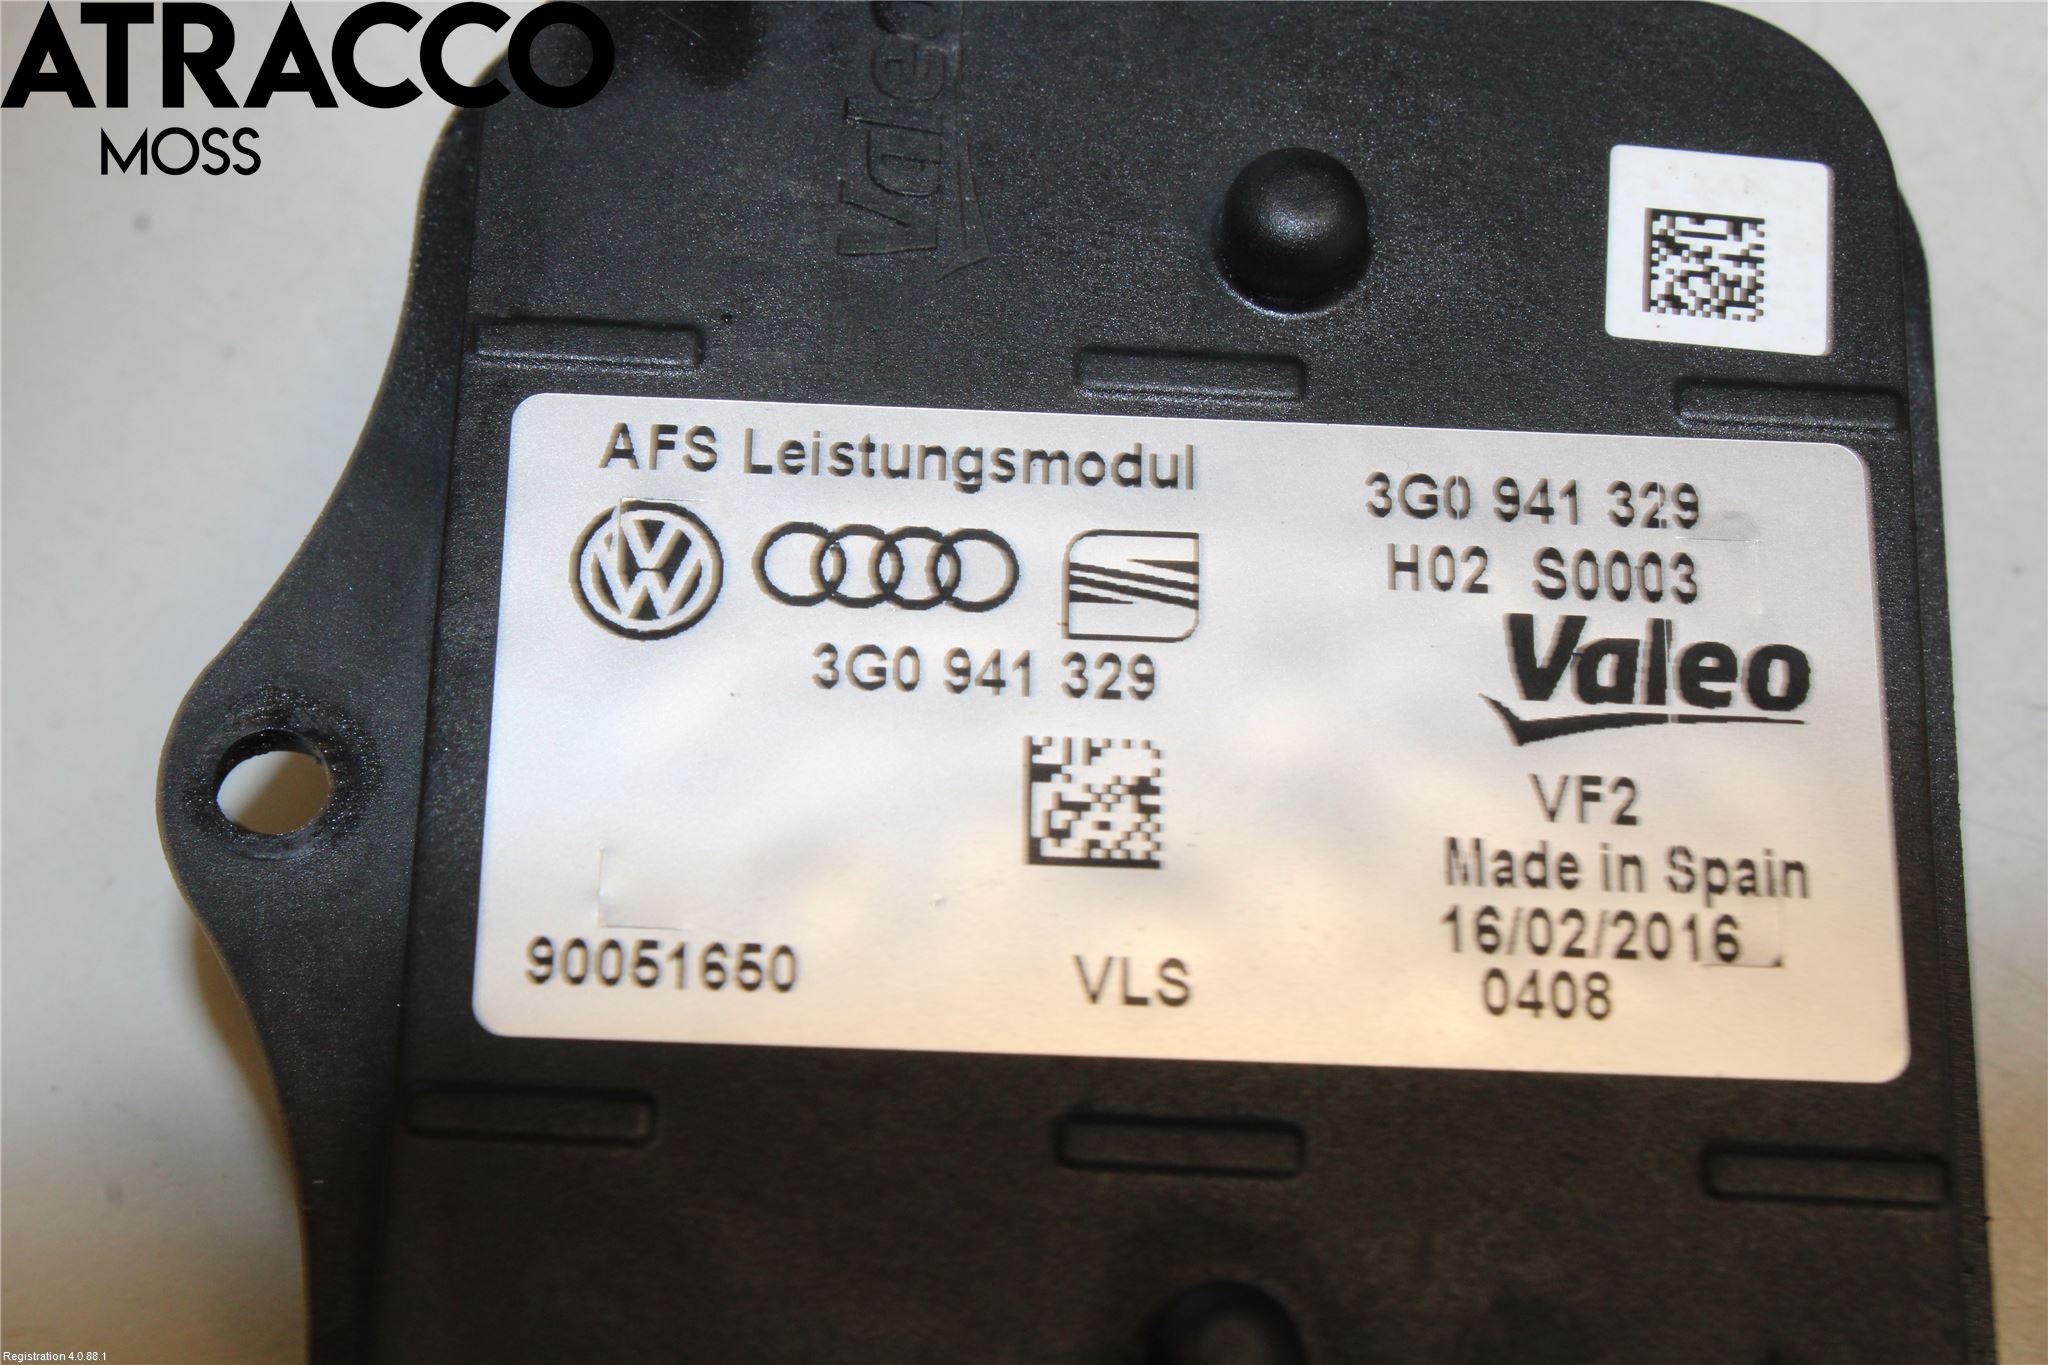 ATRACCO
MOSS
Valeo
AFS Leistungsmodul
3G0 941 329
H02 S0003
3G0 941 329
Valeo
VF2
Made in Spain
16/02/2016
0408
90051650
VLS
Registration 4.0.88.1